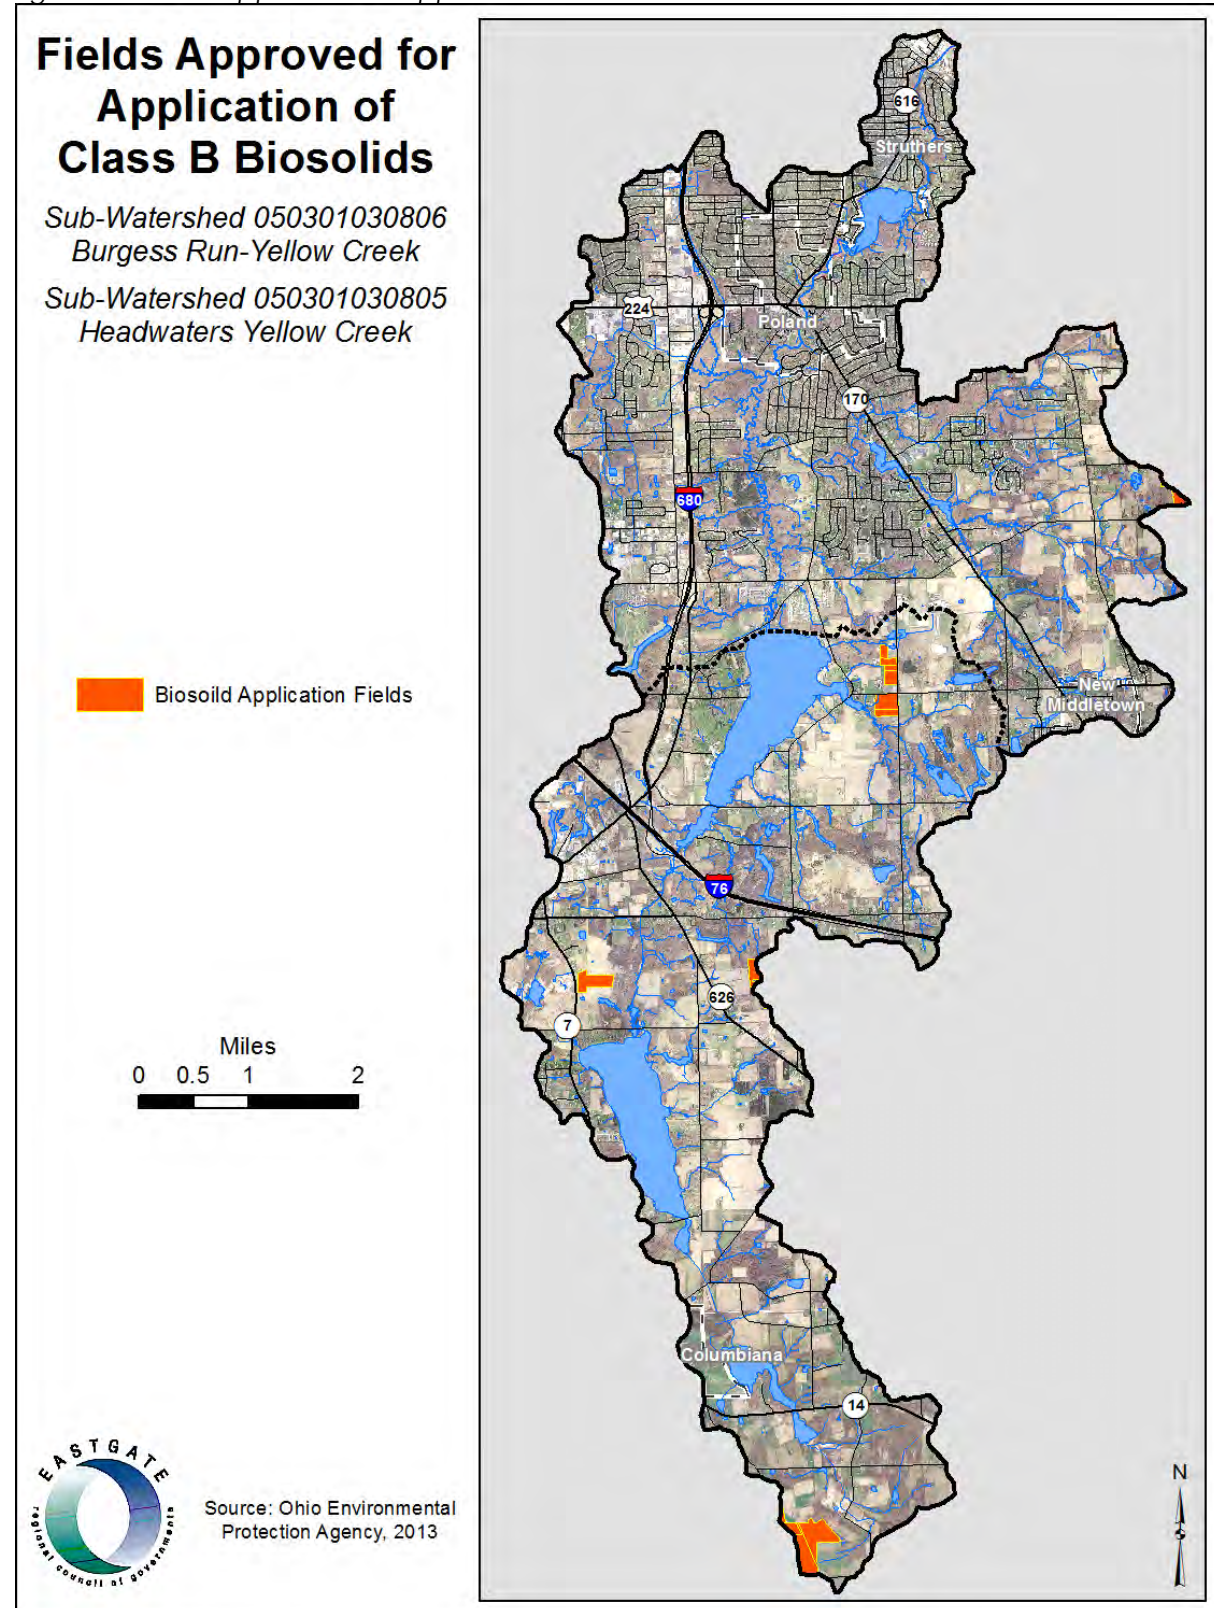 Fields Approved for
Application of
Class B Biosolids
Sub-Watershed 050301030806
Burgess Run-Yellow Creek
Sub-Watershed 050301030805
Headwaters Yellow Creek
616
Struthers
224
Poland
170
680
Biosoild Application Fields
New
Middletown
76
626
7
Miles
0 0.5 1 2
Columbiana
14
N
EASTGATE
regional council of governments
Source: Ohio Environmental
Protection Agency, 2013